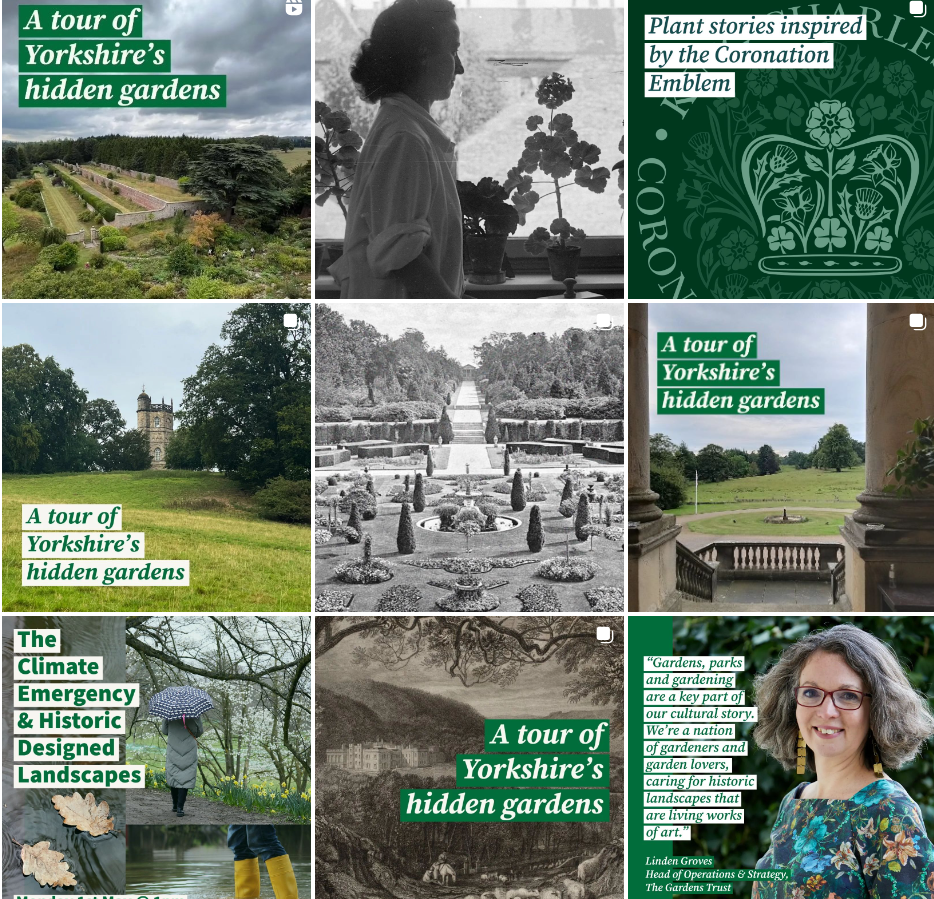 A tour of
Yorkshire's
hidden gardens
Plant stories inspired
by the Coronation
Emblem
CORON
A tour of
Yorkshire's
hidden gardens
A tour of
Yorkshire's
hidden gardens
The
Climate
Emergency
& Historic
Designed
Landscapes
A tour of
Yorkshire's
hidden gardens
"Gardens, parks
and gardening
are a key part of
our cultural story.
We're a nation
of gardeners and
garden lovers,
caring for historic
landscapes that
are living works
of art."
Linden Groves
Head of Operations & Strategy,
The Gardens Trust